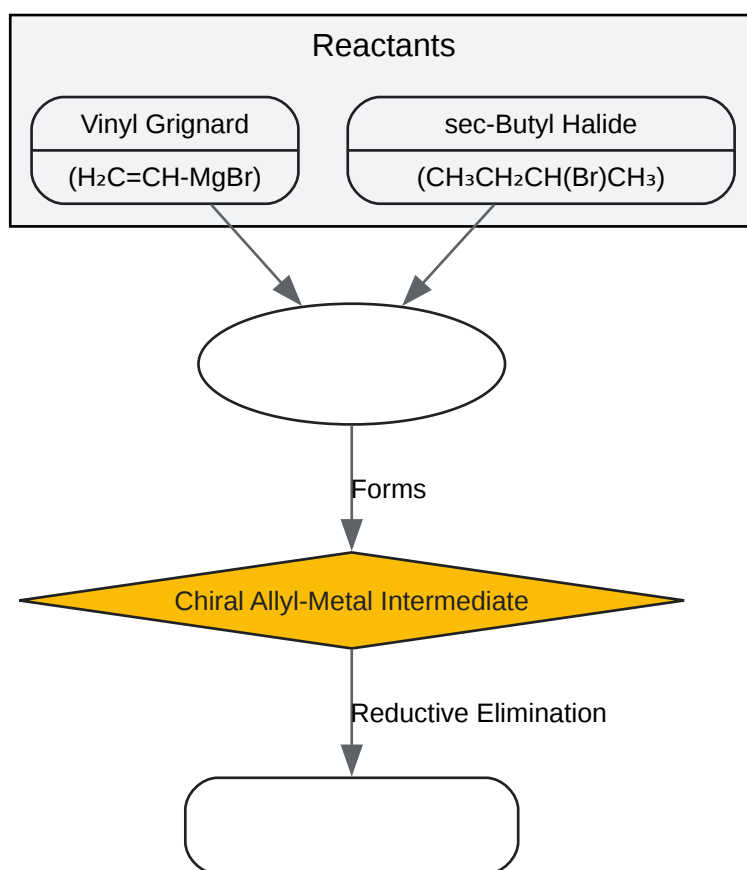 Reactants
Vinyl Grignard
(H₂C=CH-MgBr)
sec-Butyl Halide
(CH₃CH₂CH(Br)CH₃)
Forms
Chiral Allyl-Metal Intermediate
Reductive Elimination